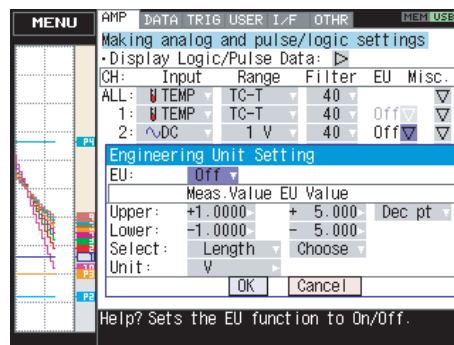 MENU
AMP DATA TRIG USER I/F OTHR MEM USB
Making analog and pulse/logic settings
・Display Logic/Pulse Data:
CH: Input Range Filter EU Misc.
ALL: TEMP TC-T 40
1: TEMP TC-T 40 Off
2: DC 1 V 40 Off
P4
Engineering Unit Setting
EU: Off
Meas.Value EU Value
Upper: +1.0000 + 5.000 Dec pt
Lower: -1.0000 - 5.000
Select: Length Choose
Unit: V
OK Cancel
P3
P2
Help? Sets the EU function to On/Off.